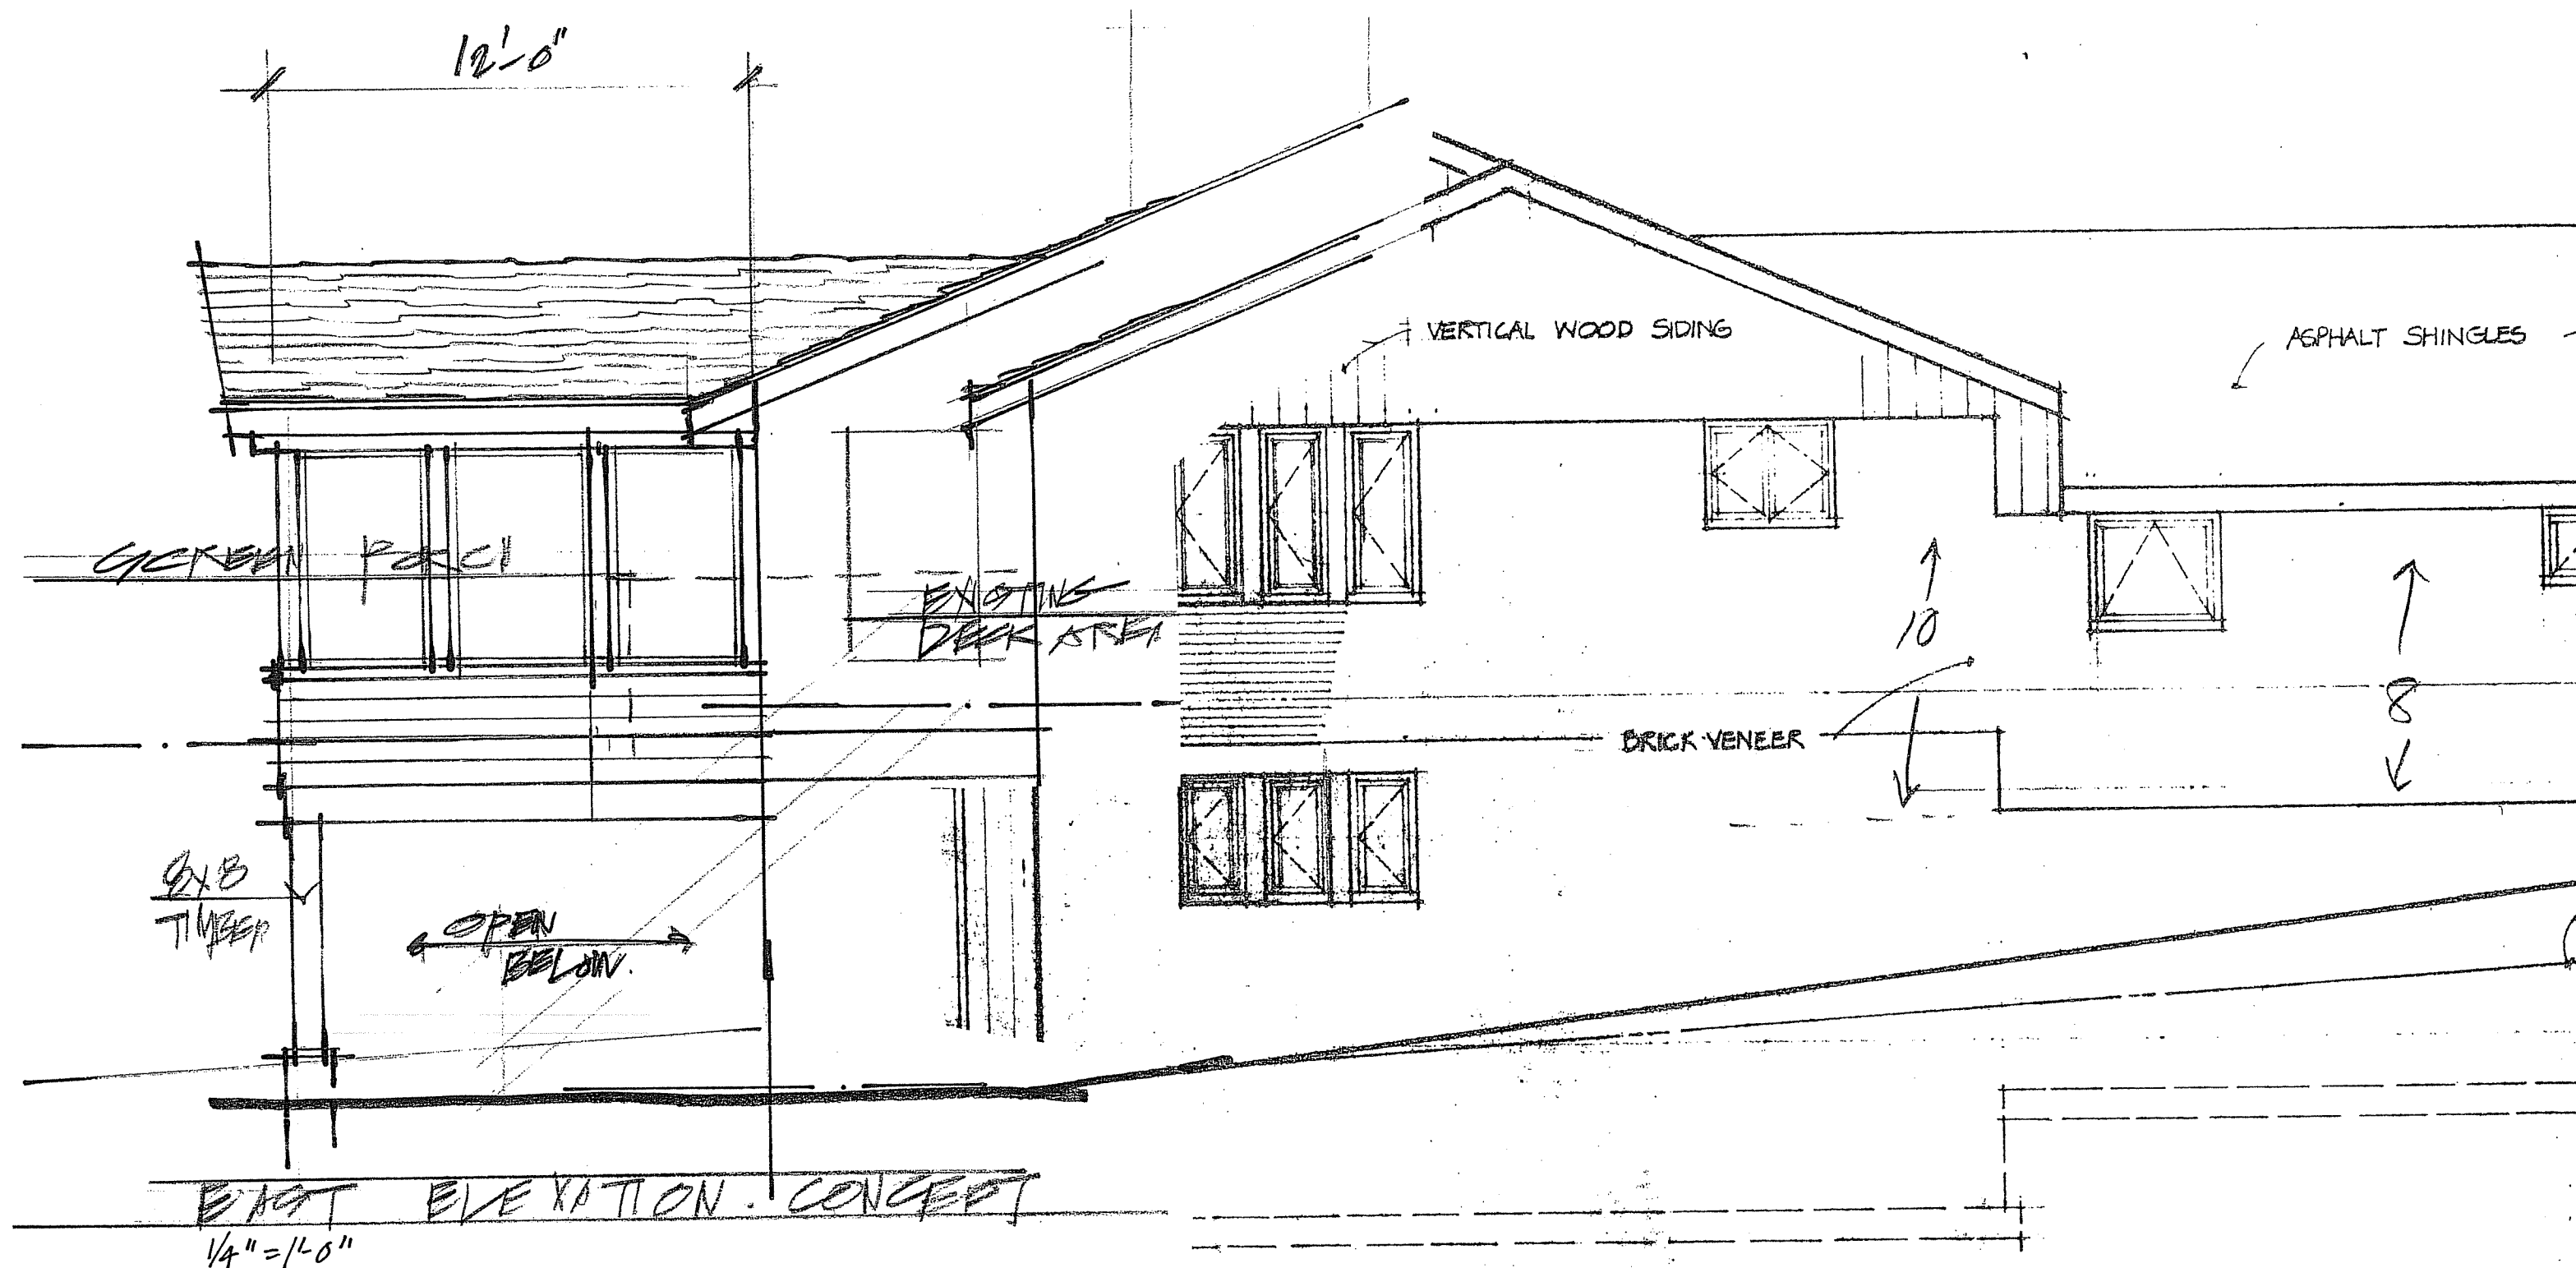 12'-0"
VERTICAL WOOD SIDING
ASPHALT SHINGLES
SCREEN PORCH
EXISTING
DECK AREA
10
8
BRICK VENEER
8x8
TIMBER
OPEN
BELOW.
EAST ELEVATION . CONCEPT
1/4" = 1'-0"